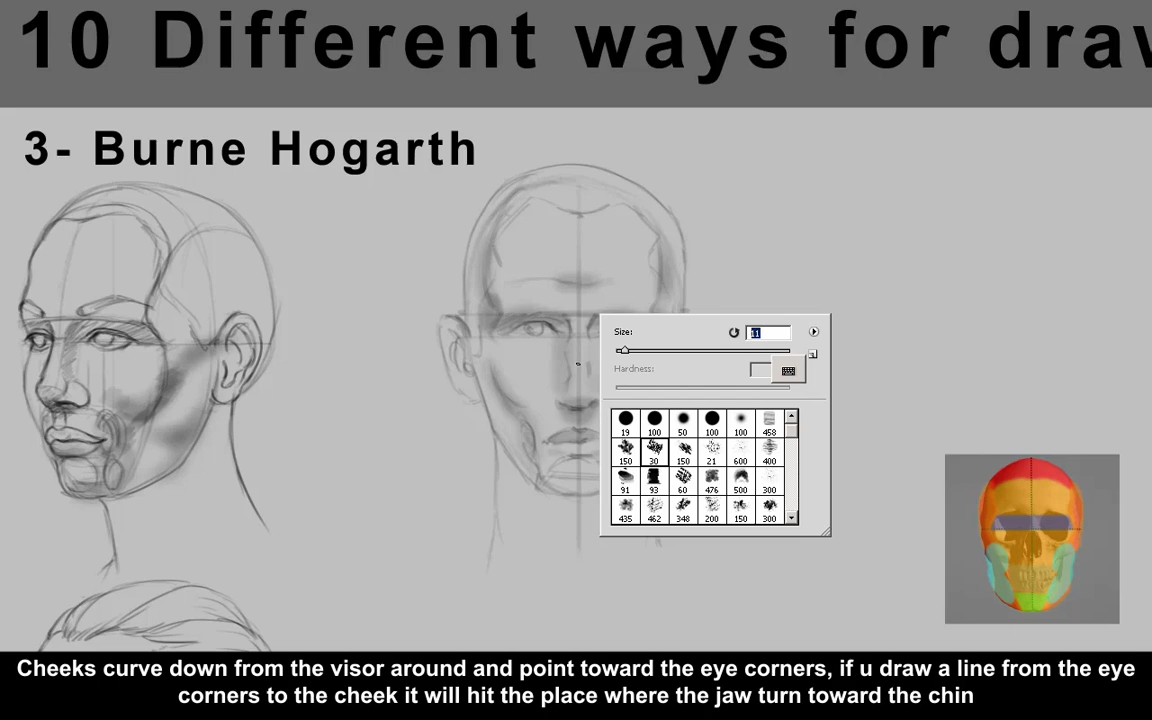 10 Different ways for draw
3- Burne Hogarth
Size:
Hardness:
19 100 50 100 100 458
150 30 150 21 600 400
91 93 60 476 500 300
435 462 348 200 150 300
Cheeks curve down from the visor around and point toward the eye corners, if u draw a line from the eye
corners to the cheek it will hit the place where the jaw turn toward the chin